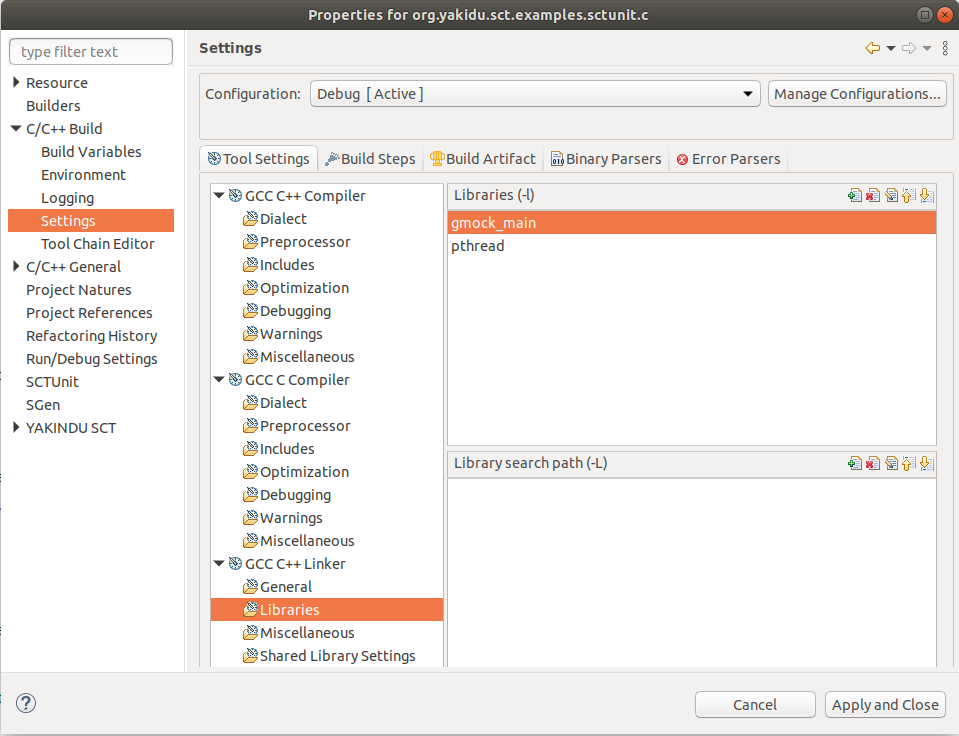 Properties for org.yakidu.sct.examples.sctunit.c
type filter text
Resource
Builders
C/C++ Build
Build Variables
Environment
Logging
Settings
Tool Chain Editor
C/C++ General
Project Natures
Project References
Refactoring History
Run/Debug Settings
SCTUnit
SGen
YAKINDU SCT
Settings
Configuration: Debug [ Active ] Manage Configurations...
Tool Settings Build Steps Build Artifact Binary Parsers Error Parsers
GCC C++ Compiler
Dialect
Preprocessor
Includes
Optimization
Debugging
Warnings
Miscellaneous
GCC C Compiler
Dialect
Preprocessor
Includes
Optimization
Debugging
Warnings
Miscellaneous
GCC C++ Linker
General
Libraries
Miscellaneous
Shared Library Settings
Libraries (-l)
gmock_main
pthread
Library search path (-L)
? Cancel Apply and Close